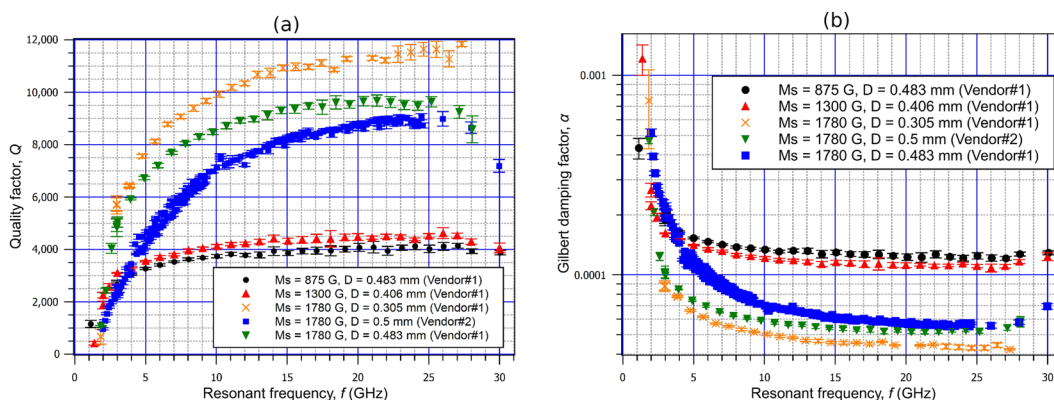 (a)
12,000
10,000
8,000
6,000
4,000
2,000
0
Quality factor, Q
0 5 10 15 20 25 30
Resonant frequency, f (GHz)
Ms = 875 G, D = 0.483 mm (Vendor#1)
Ms = 1300 G, D = 0.406 mm (Vendor#1)
Ms = 1780 G, D = 0.305 mm (Vendor#1)
Ms = 1780 G, D = 0.5 mm (Vendor#2)
Ms = 1780 G, D = 0.483 mm (Vendor#1)
(b)
0.001
0.0001
Gilbert damping factor, α
0 5 10 15 20 25 30
Resonant frequency, f (GHz)
Ms = 875 G, D = 0.483 mm (Vendor#1)
Ms = 1300 G, D = 0.406 mm (Vendor#1)
Ms = 1780 G, D = 0.305 mm (Vendor#1)
Ms = 1780 G, D = 0.5 mm (Vendor#2)
Ms = 1780 G, D = 0.483 mm (Vendor#1)